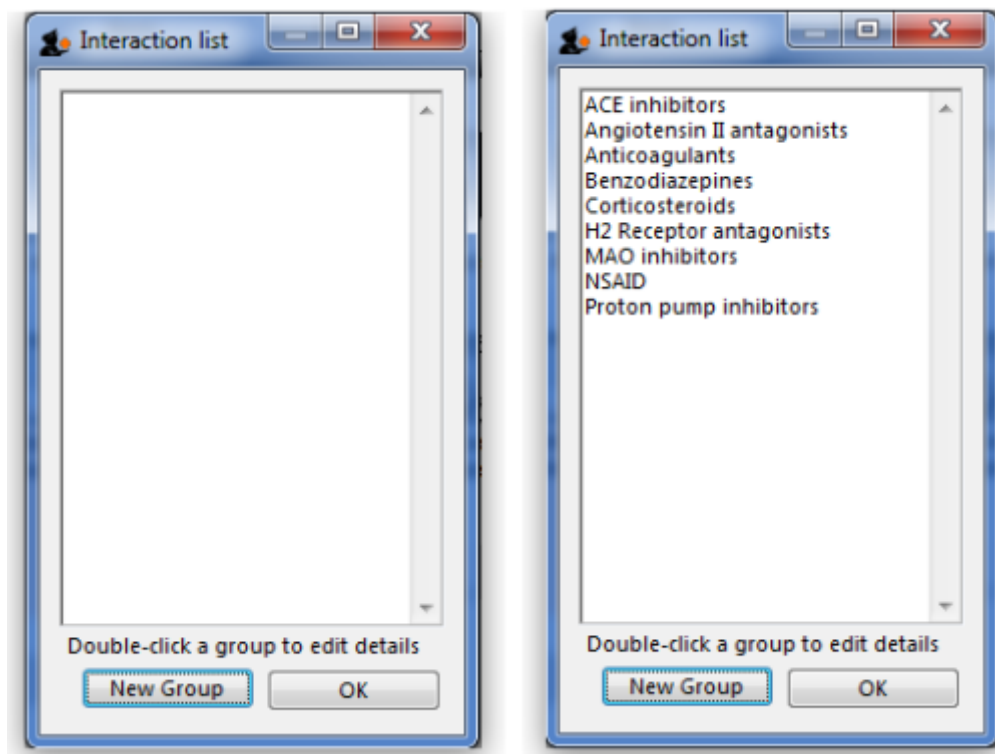 Interaction list
Double-click a group to edit details
New Group
OK
Interaction list
ACE inhibitors
Angiotensin II antagonists
Anticoagulants
Benzodiazepines
Corticosteroids
H2 Receptor antagonists
MAO inhibitors
NSAID
Proton pump inhibitors
Double-click a group to edit details
New Group
OK